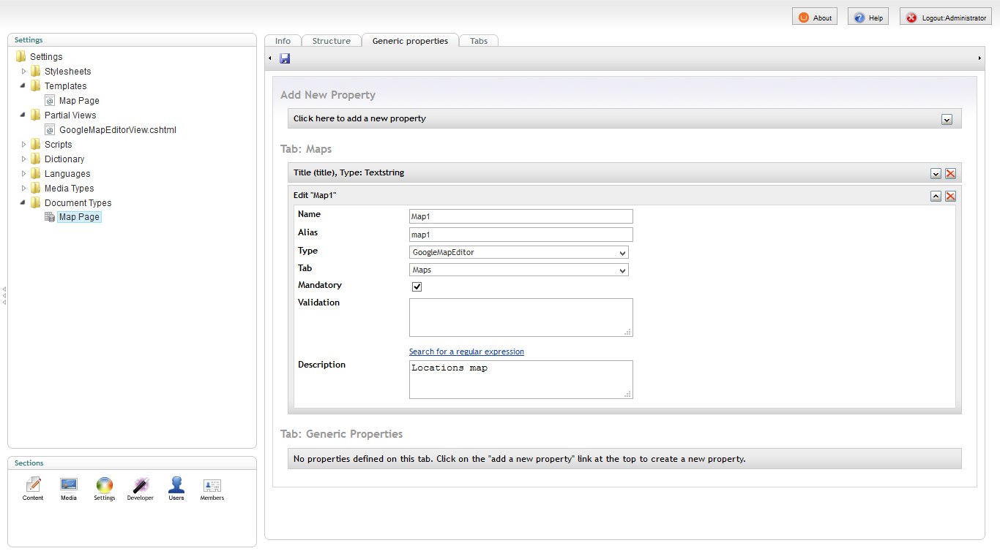 About
Help
Logout:Administrator
Settings
Settings
Stylesheets
Templates
Map Page
Partial Views
GoogleMapEditorView.cshtml
Scripts
Dictionary
Languages
Media Types
Document Types
Map Page
Sections
Content
Media
Settings
Developer
Users
Members
Info
Structure
Generic properties
Tabs
Add New Property
Click here to add a new property
Tab: Maps
Title (title), Type: Textstring
Edit "Map1"
Name
Map1
Alias
map1
Type
GoogleMapEditor
Tab
Maps
Mandatory
Validation
Search for a regular expression
Description
Locations map
Tab: Generic Properties
No properties defined on this tab. Click on the "add a new property" link at the top to create a new property.